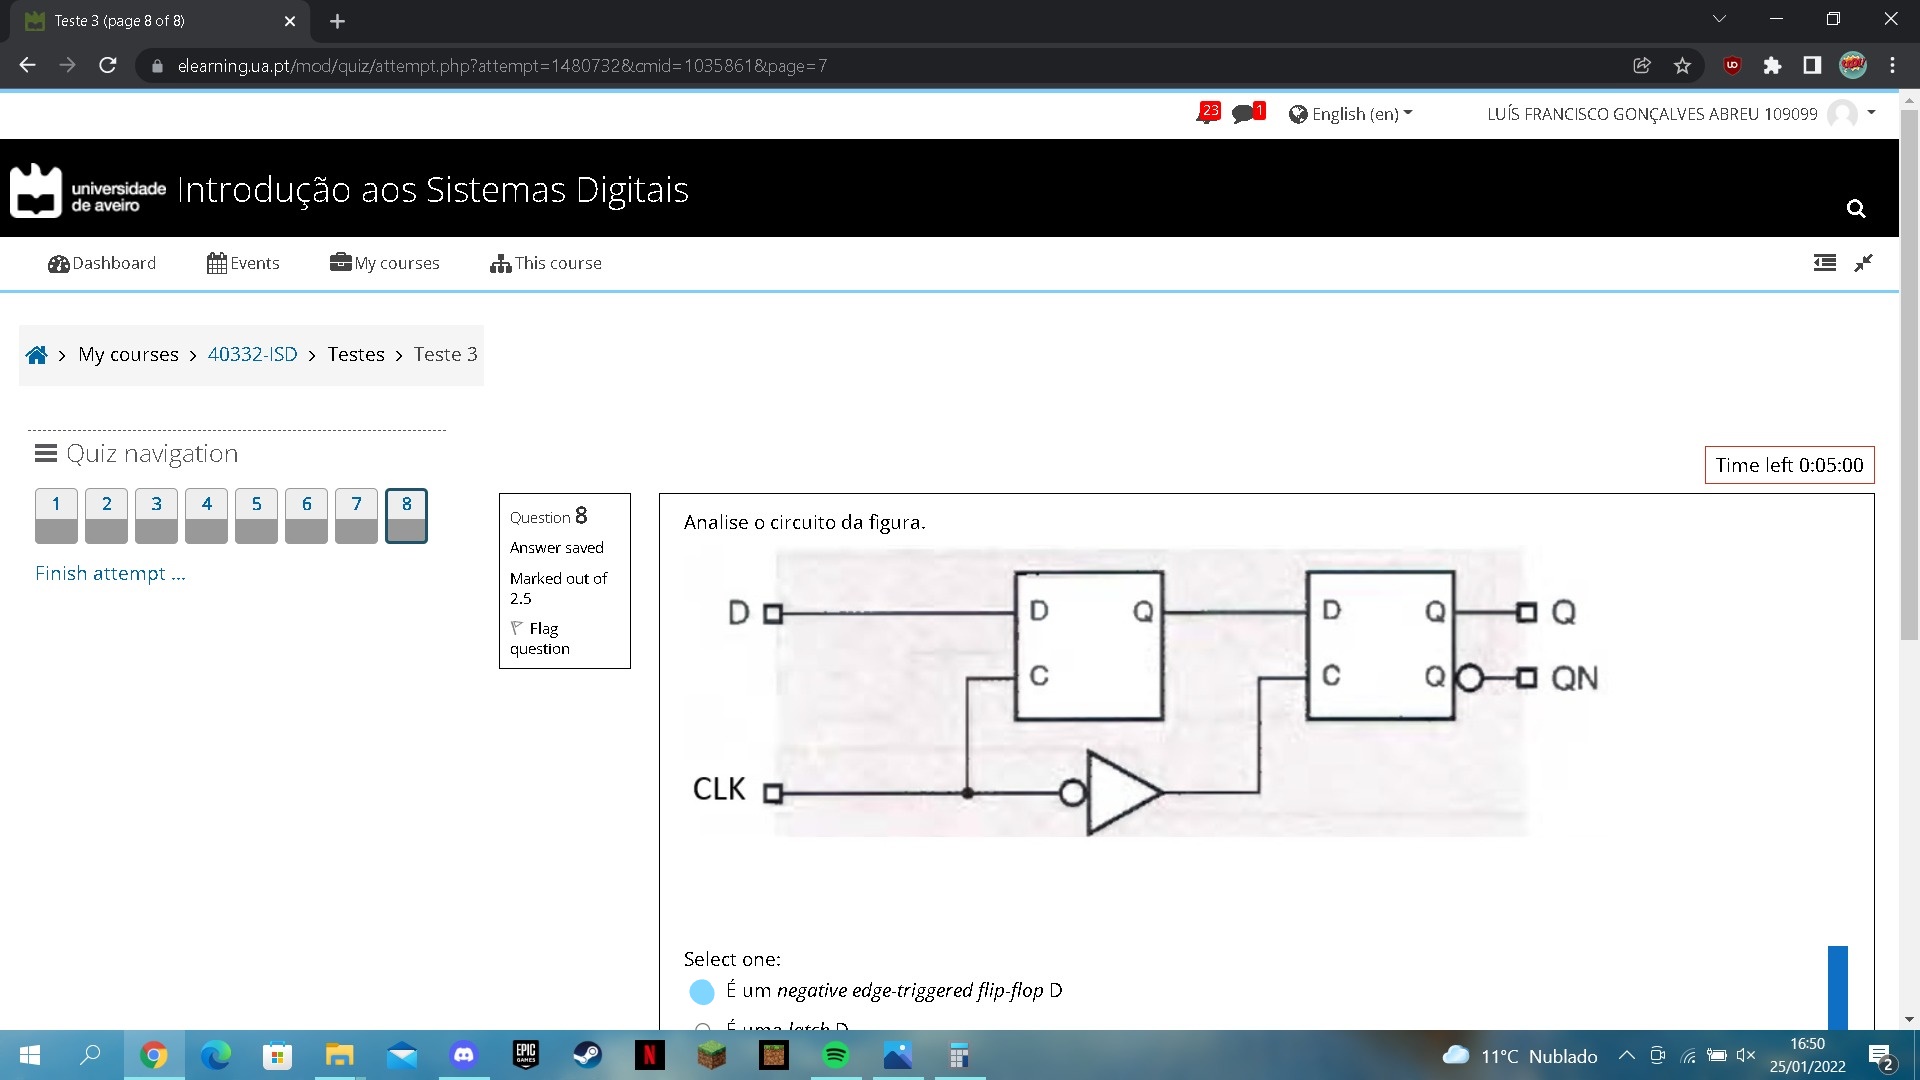 Teste 3 (page 8 of 8)
elearning.ua.pt/mod/quiz/attempt.php?attempt=1480732&cmid=1035861&page=7
23
1
English (en)
LUÍS FRANCISCO GONÇALVES ABREU 109099
universidade
de aveiro
Introdução aos Sistemas Digitais
Dashboard
Events
My courses
This course
My courses > 40332-ISD > Testes > Teste 3
Quiz navigation
1 2 3 4 5 6 7 8
Finish attempt ...
Time left 0:05:00
Question 8
Answer saved
Marked out of
2.5
Flag
question
Analise o circuito da figura.
D D Q D Q Q
C C Q QN
CLK
Select one:
É um negative edge-triggered flip-flop D
É uma latch D
EPIC
GAMES
N
11°C Nublado
16:50
25/01/2022
2